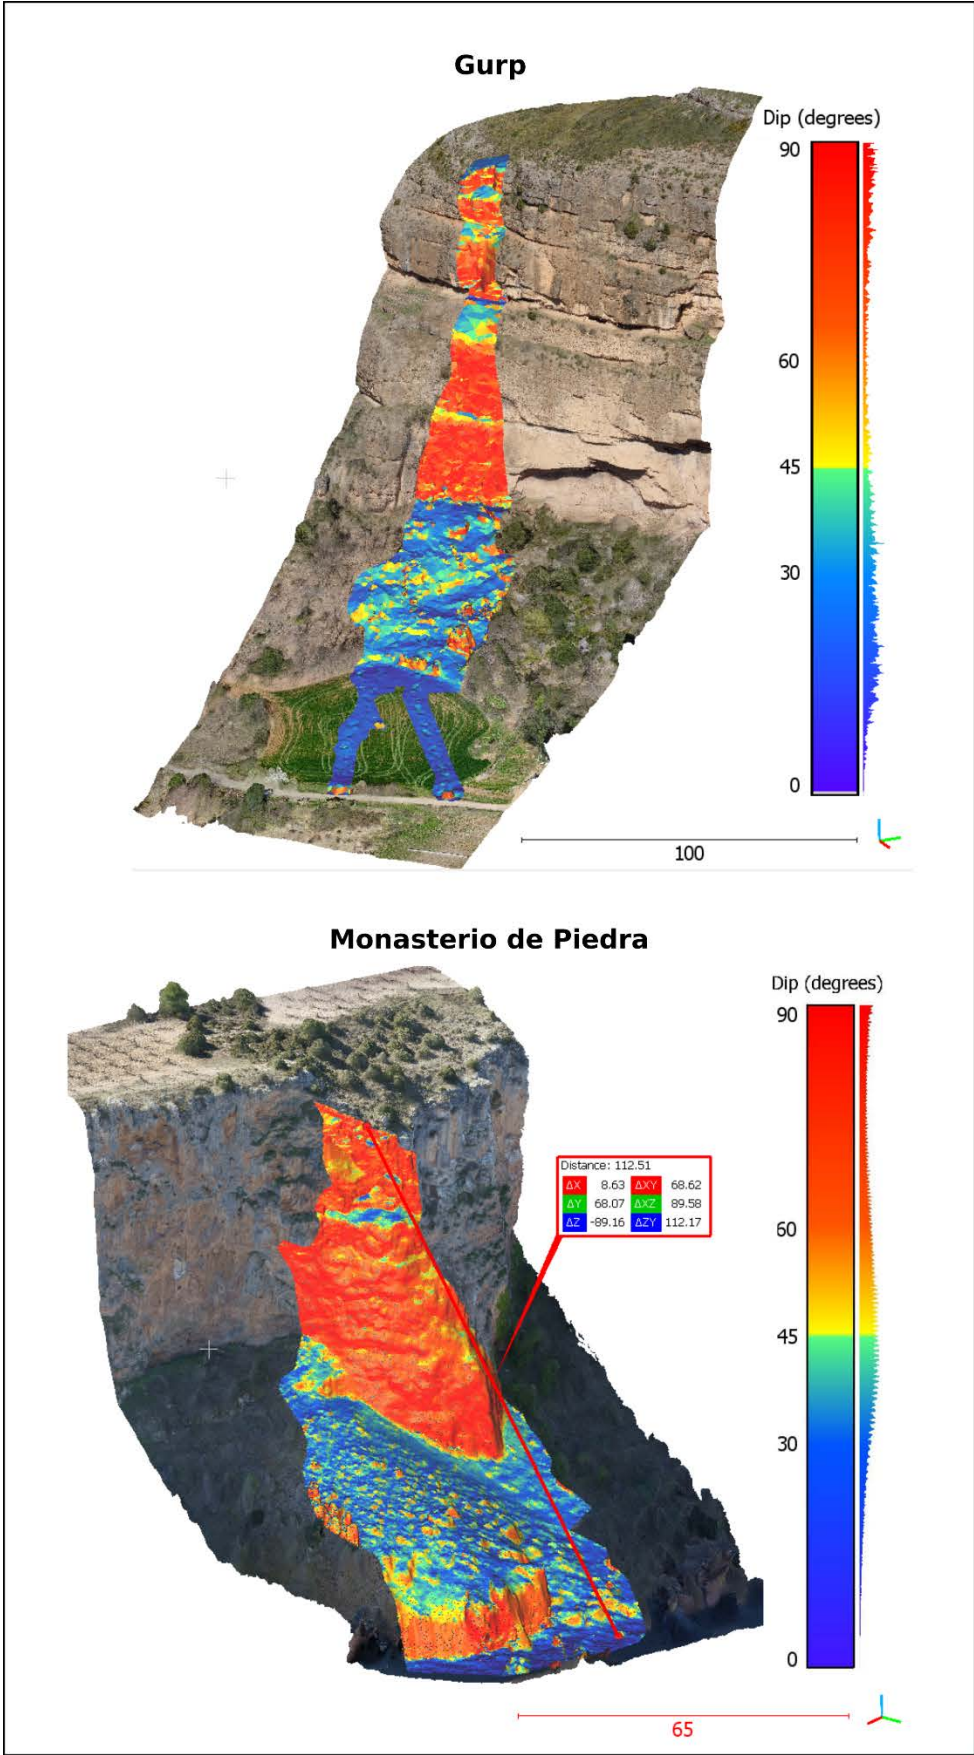 Gurp
Dip (degrees)
90
60
45
30
0
100
Monasterio de Piedra
Dip (degrees)
90
60
45
30
0
Distance: 112.51
ΔX 8.63 ΔXY 68.62
ΔY 68.07 ΔXZ 89.58
ΔZ -89.16 ΔZY 112.17
65